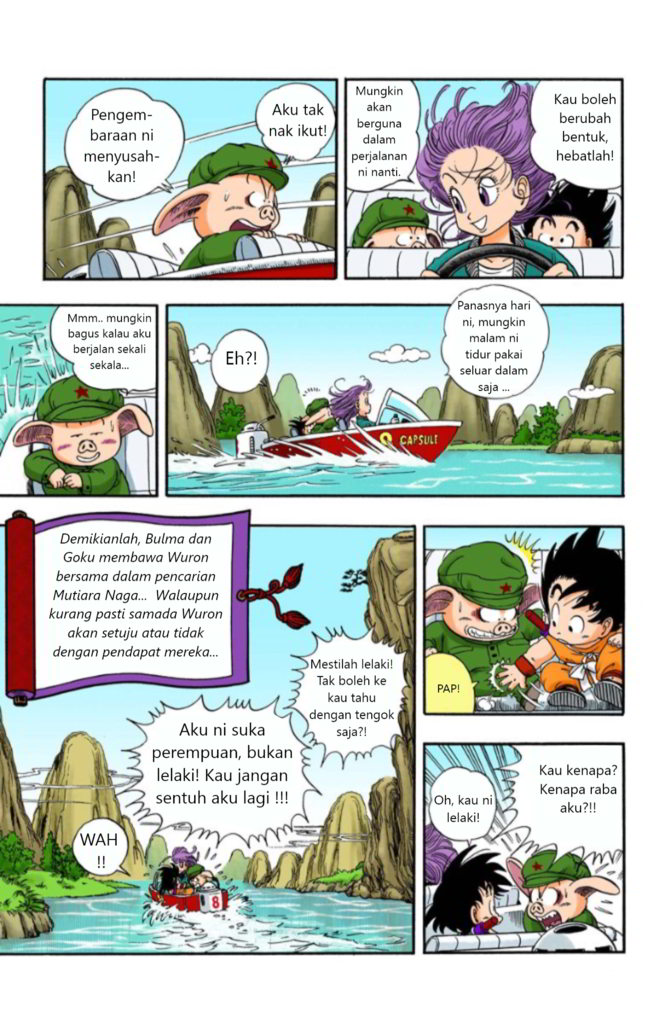 Kau boleh
berubah
bentuk,
hebatlah!
Mungkin
akan
berguna
dalam
perjalanan
ni nanti.
Aku tak
nak ikut!
Pengem-
baraan ni
menyusah-
kan!
Panasnya hari
ni, mungkin
malam ni
tidur pakai
seluar dalam
saja ...
Eh?!
8 CAPSULE
Mmm.. mungkin
bagus kalau aku
berjalan sekali
sekala...
PAP!
Kau kenapa?
Kenapa raba
aku?!!
Oh, kau ni
lelaki!
Mestilah lelaki!
Tak boleh ke
kau tahu
dengan tengok
saja?!
Aku ni suka
perempuan, bukan
lelaki! Kau jangan
sentuh aku lagi !!!
WAH
!!
8
Demikianlah, Bulma dan
Goku membawa Wuron
bersama dalam pencarian
Mutiara Naga... Walaupun
kurang pasti samada Wuron
akan setuju atau tidak
dengan pendapat mereka...